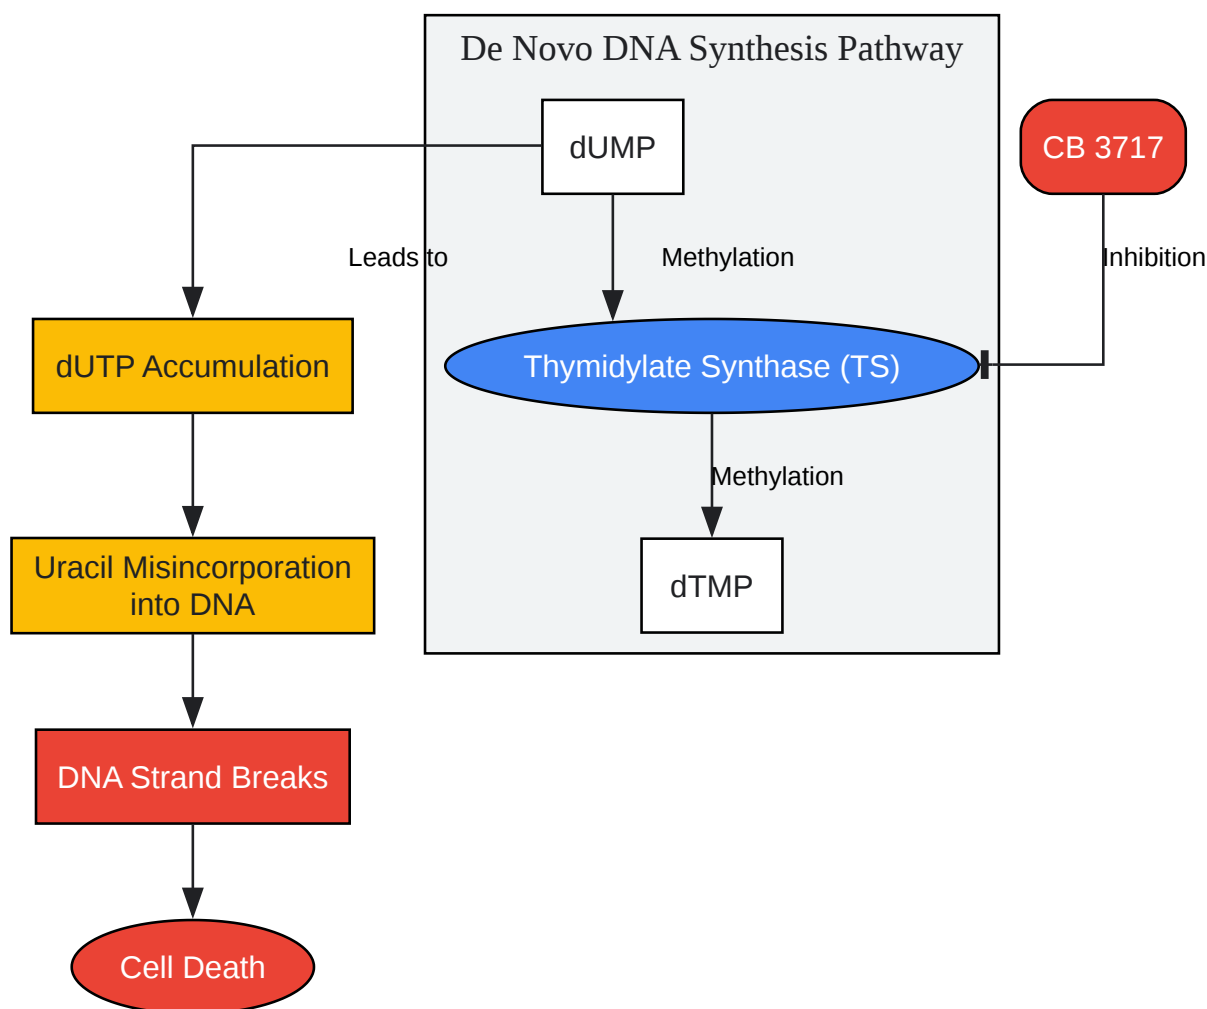 De Novo DNA Synthesis Pathway
dUMP
CB 3717
Leads to
Methylation
Inhibition
dUTP Accumulation
Thymidylate Synthase (TS)
Methylation
Uracil Misincorporation
into DNA
dTMP
DNA Strand Breaks
Cell Death